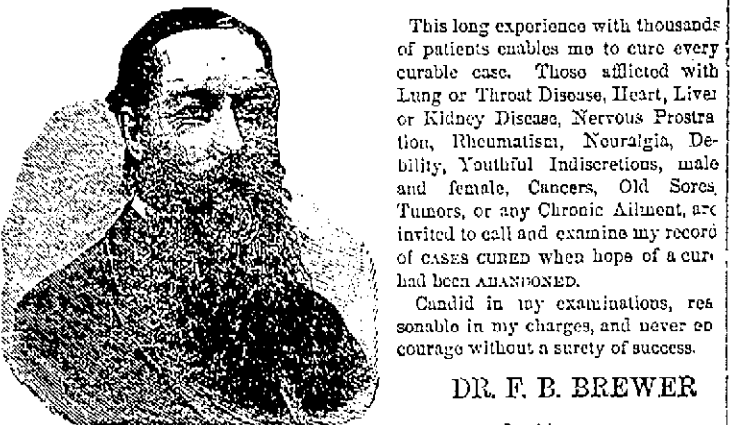 This long experience with thousands
of patients enables me to cure every
curable case. Those afflicted with
Lung or Throat Disease, Heart, Liver
or Kidney Disease, Nervous Prostra
tion, Rheumatism, Neuralgia, De-
bility, Youthful Indiscretions, male
and female, Cancers, Old Sores,
Tumors, or any Chronic Ailment, are
invited to call and examine my record
of CASES CURED when hope of a cure
had been ABANDONED.
Candid in my examinations, rea
sonable in my charges, and never en
courage without a surety of success.
DR. F. B. BREWER